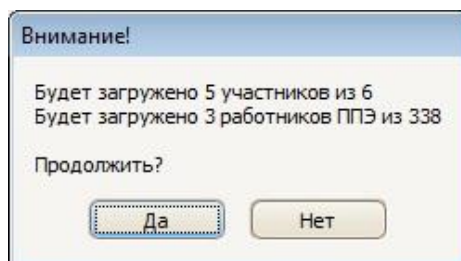 Внимание!
Будет загружено 5 участников из 6
Будет загружено 3 работников ППЭ из 338
Продолжить?
Да
Нет